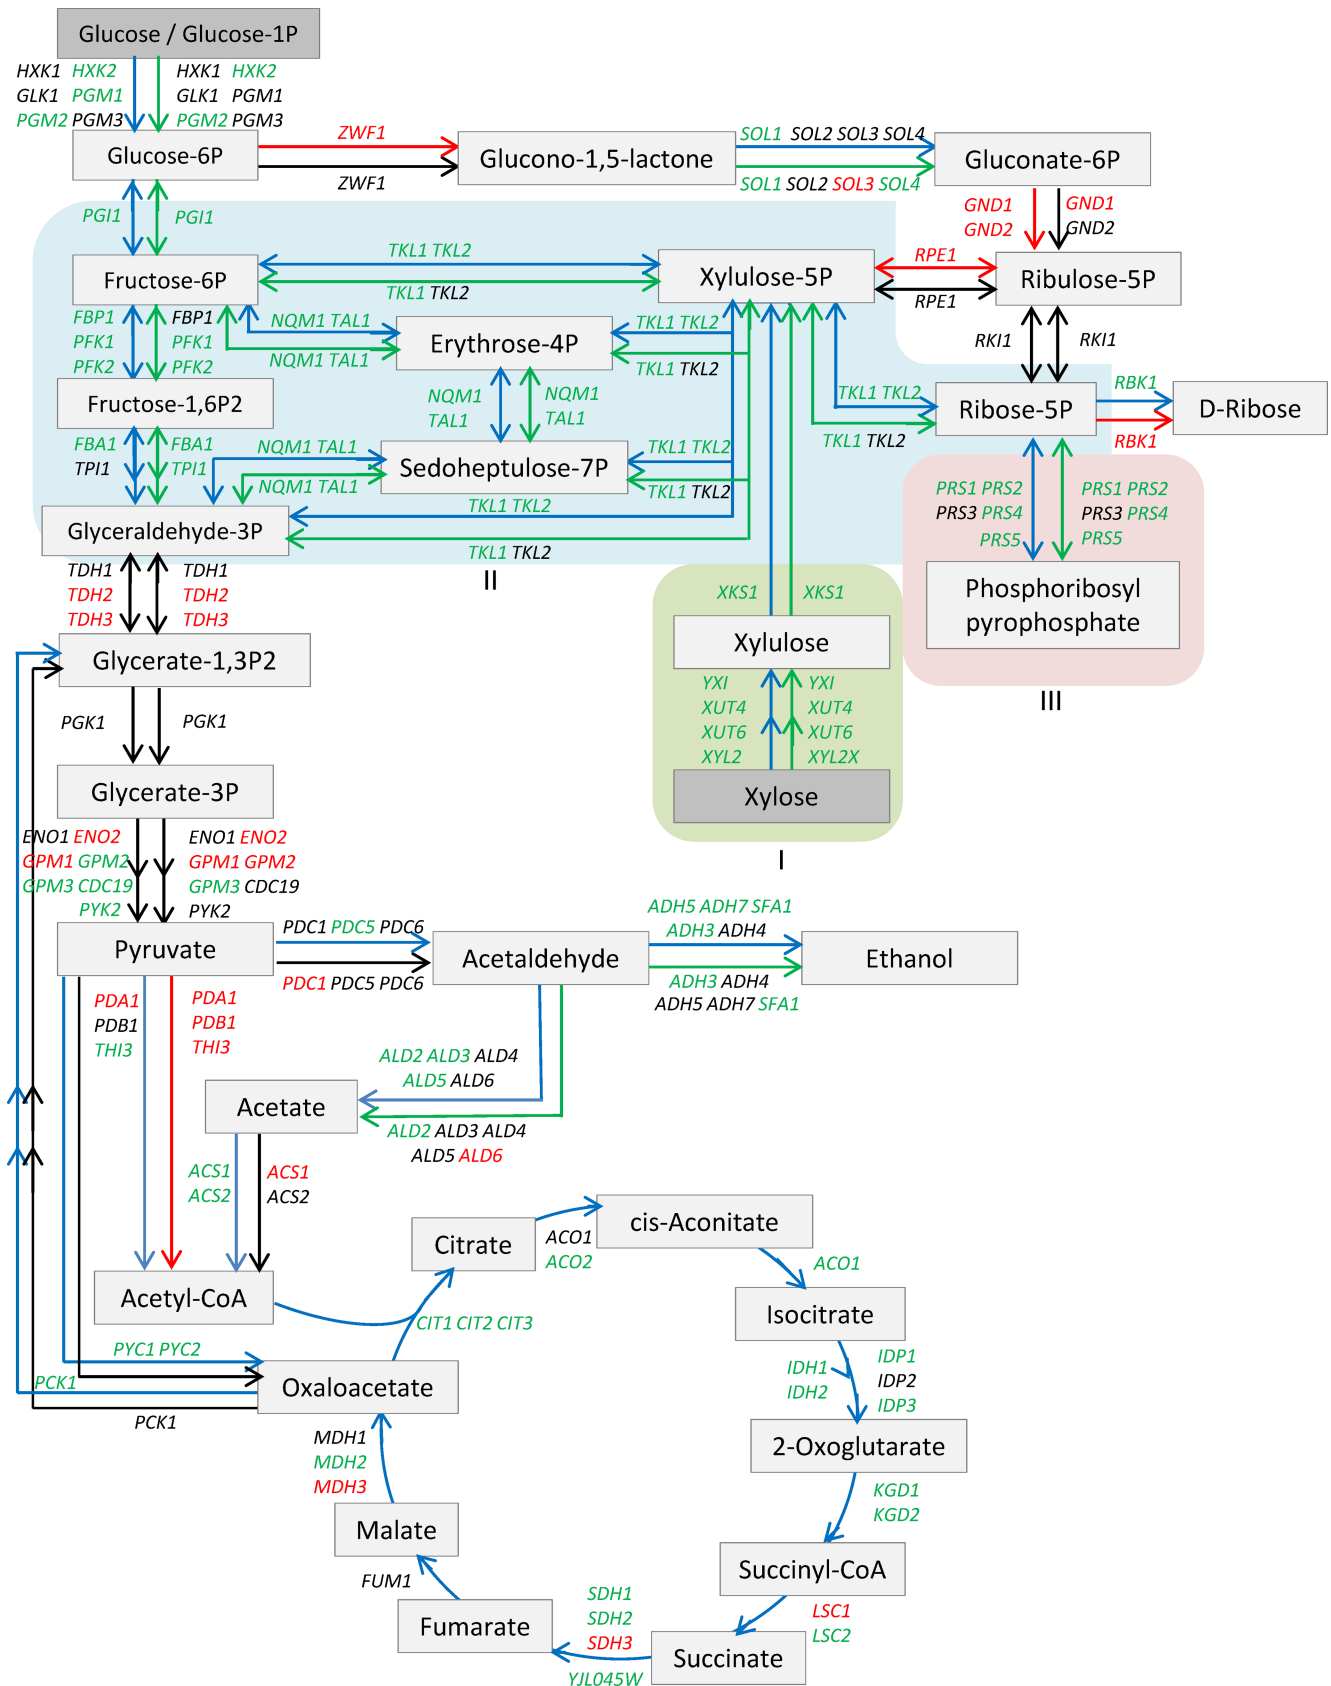 Glucose / Glucose-1P
HXK1 HXK2
GLK1 PGM1
PGM2 PGM3
HXK1 HXK2
GLK1 PGM1
PGM2 PGM3
Glucose-6P
ZWF1
ZWF1
Glucono-1,5-lactone
SOL1 SOL2 SOL3 SOL4
SOL1 SOL2 SOL3 SOL4
Gluconate-6P
PGI1
PGI1
GND1
GND2
GND1
GND2
Fructose-6P
TKL1 TKL2
TKL1 TKL2
Xylulose-5P
RPE1
RPE1
Ribulose-5P
FBP1
PFK1
PFK2
FBP1
PFK1
PFK2
NQM1 TAL1
NQM1 TAL1
Erythrose-4P
TKL1 TKL2
TKL1 TKL2
RKI1
RKI1
Fructose-1,6P2
NQM1
TAL1
NQM1
TAL1
TKL1 TKL2
TKL1 TKL2
Ribose-5P
RBK1
RBK1
D-Ribose
FBA1
TPI1
FBA1
TPI1
NQM1 TAL1
NQM1 TAL1
Sedoheptulose-7P
TKL1 TKL2
TKL1 TKL2
PRS1 PRS2
PRS3 PRS4
PRS5
PRS1 PRS2
PRS3 PRS4
PRS5
Glyceraldehyde-3P
TKL1 TKL2
TKL1 TKL2
II
TDH1
TDH2
TDH3
TDH1
TDH2
TDH3
XKS1
XKS1
Phosphoribosyl
pyrophosphate
III
Glycerate-1,3P2
Xylulose
PGK1
PGK1
YXI
XUT4
XUT6
XYL2
YXI
XUT4
XUT6
XYL2X
Glycerate-3P
Xylose
I
ENO1 ENO2
GPM1 GPM2
GPM3 CDC19
PYK2
ENO1 ENO2
GPM1 GPM2
GPM3 CDC19
PYK2
Pyruvate
PDC1 PDC5 PDC6
PDC1 PDC5 PDC6
Acetaldehyde
ADH5 ADH7 SFA1
ADH3 ADH4
ADH3 ADH4
ADH5 ADH7 SFA1
Ethanol
PDA1
PDB1
THI3
PDA1
PDB1
THI3
ALD2 ALD3 ALD4
ALD5 ALD6
Acetate
ALD2 ALD3 ALD4
ALD5 ALD6
ACS1
ACS2
ACS1
ACS2
Acetyl-CoA
Citrate
ACO1
ACO2
cis-Aconitate
ACO1
Isocitrate
CIT1 CIT2 CIT3
PYC1 PYC2
PCK1
PCK1
Oxaloacetate
IDH1
IDH2
IDP1
IDP2
IDP3
2-Oxoglutarate
MDH1
MDH2
MDH3
KGD1
KGD2
Malate
Succinyl-CoA
FUM1
LSC1
LSC2
Fumarate
SDH1
SDH2
SDH3
YJL045W
Succinate